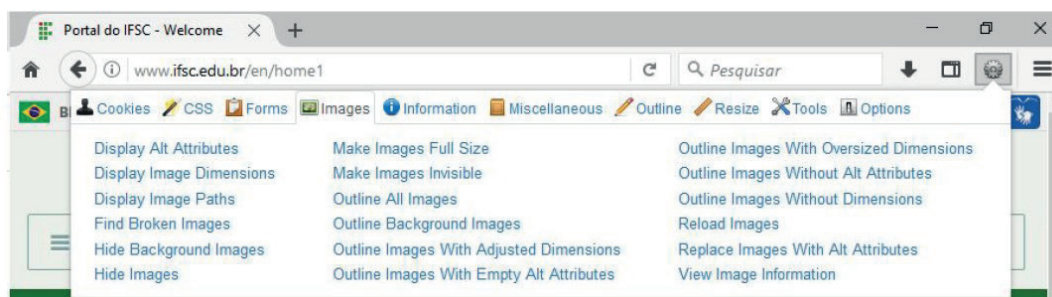 Portal do IFSC - Welcome
www.ifsc.edu.br/en/home1 Pesquisar
Cookies CSS Forms Images Information Miscellaneous Outline Resize Tools Options
Display Alt Attributes Make Images Full Size Outline Images With Oversized Dimensions
Display Image Dimensions Make Images Invisible Outline Images Without Alt Attributes
Display Image Paths Outline All Images Outline Images Without Dimensions
Find Broken Images Outline Background Images Reload Images
Hide Background Images Outline Images With Adjusted Dimensions Replace Images With Alt Attributes
Hide Images Outline Images With Empty Alt Attributes View Image Information